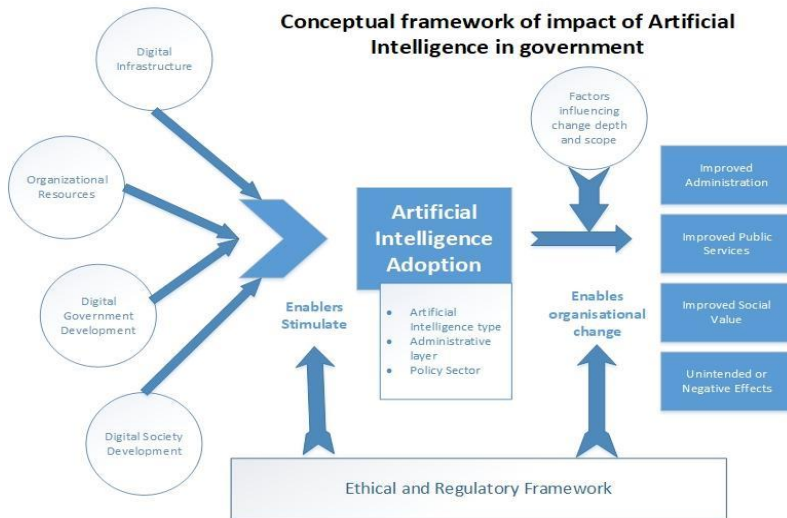 Conceptual framework of impact of Artificial
Intelligence in government
Digital
Infrastructure
Organizational
Resources
Digital
Government
Development
Digital Society
Development
Enablers
Stimulate
Artificial
Intelligence
Adoption
• Artificial
Intelligence type
• Administrative
layer
• Policy Sector
Factors
influencing
change depth
and scope
Enables
organisational
change
Improved
Administration
Improved Public
Services
Improved Social
Value
Unintended or
Negative Effects
Ethical and Regulatory Framework